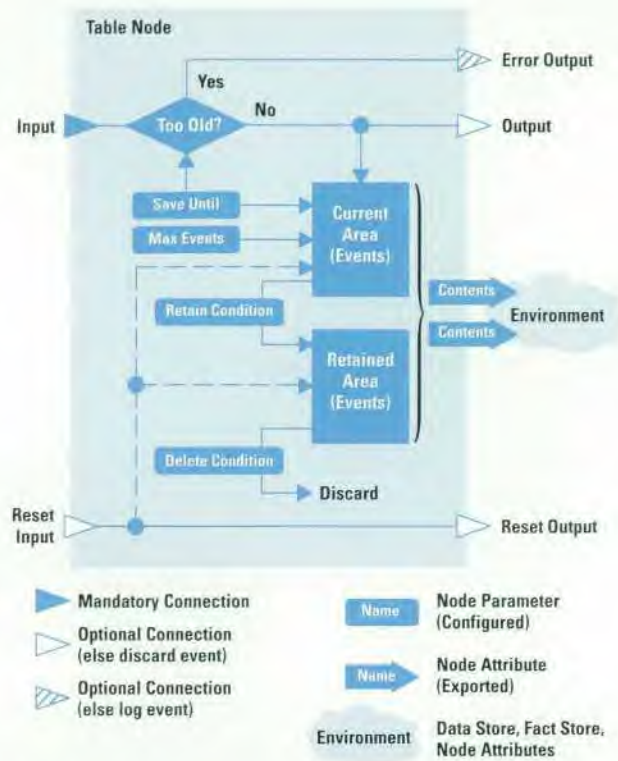 Table Node
Yes
Error Output
Input
Too Old?
No
Output
Save Until
Max Events
Current
Area
(Events)
Contents
Retain Condition
Environment
Contents
Retained
Area
(Events)
Delete Condition
Discard
Reset
Input
Reset Output
Mandatory Connection
Optional Connection
(else discard event)
Optional Connection
(else log event)
Name
Node Parameter
(Configured)
Name
Node Attribute
(Exported)
Environment
Data Store, Fact Store,
Node Attributes